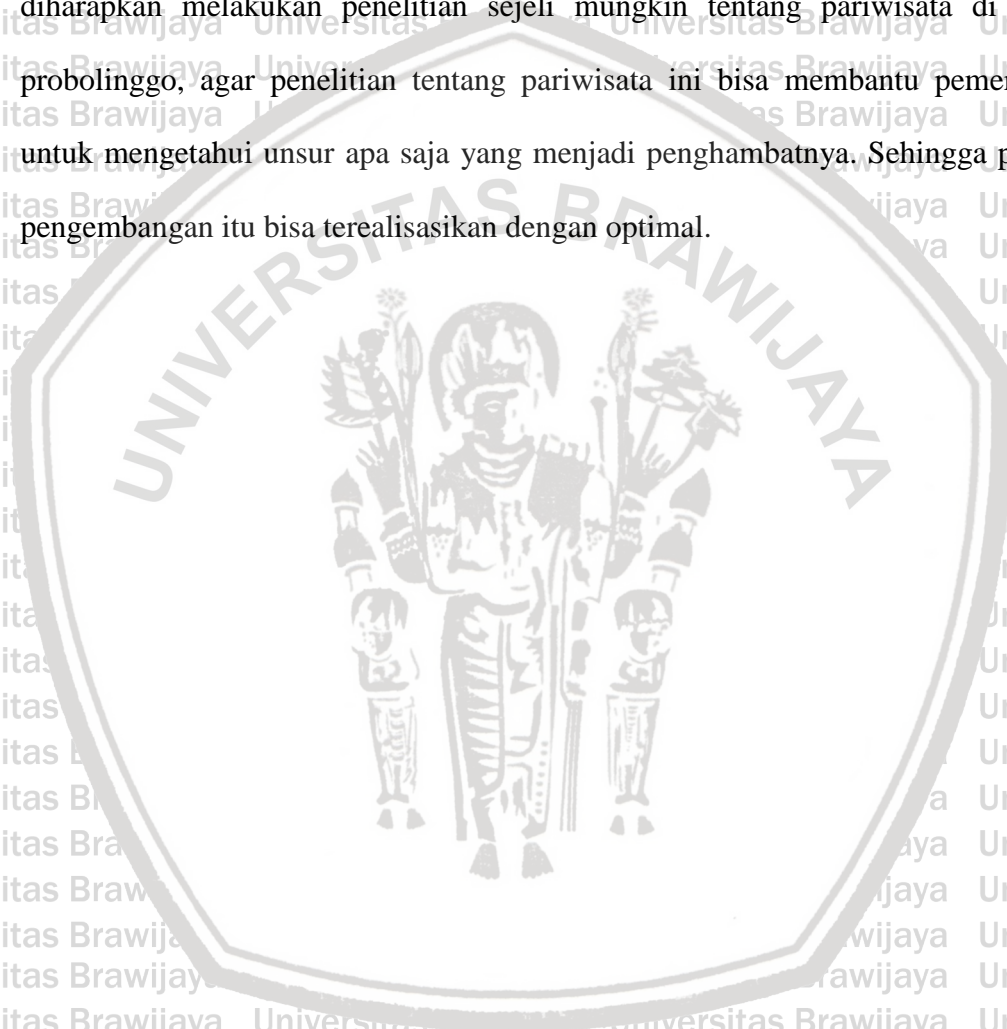 diharapkan melakukan penelitian sejeli mungkin tentang pariwisata di
probolinggo, agar penelitian tentang pariwisata ini bisa membantu pemer
untuk mengetahui unsur apa saja yang menjadi penghambatnya. Sehingga p
pengembangan itu bisa terealisasikan dengan optimal.
UNIVERSITAS BRAWIJAYA